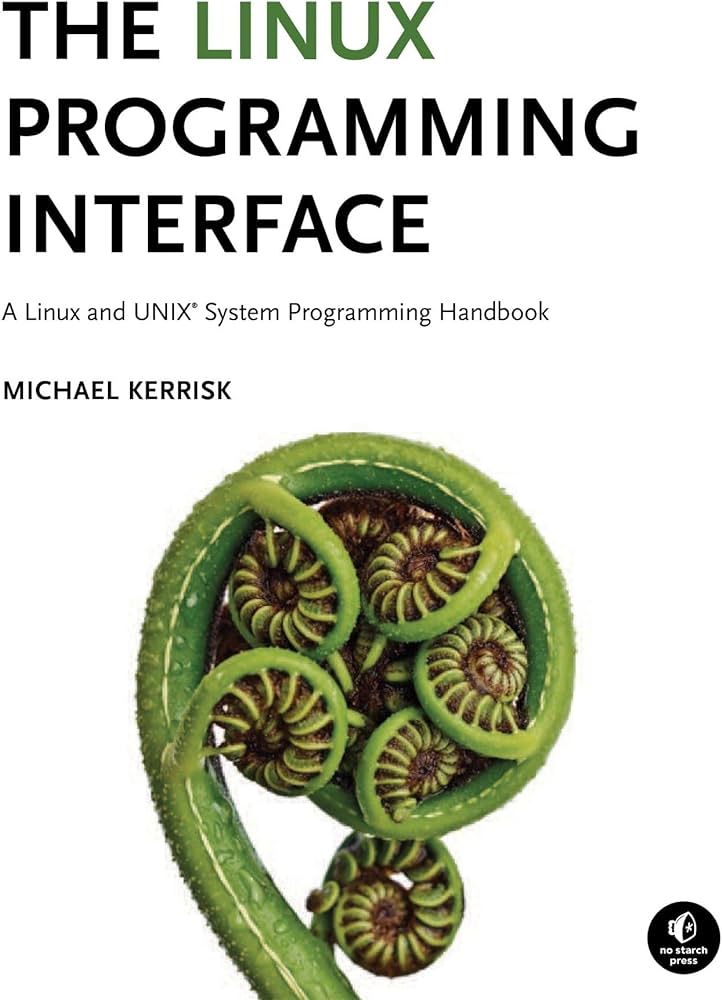 THE LINUX
PROGRAMMING
INTERFACE
A Linux and UNIX® System Programming Handbook
MICHAEL KERRISK
no starch
press